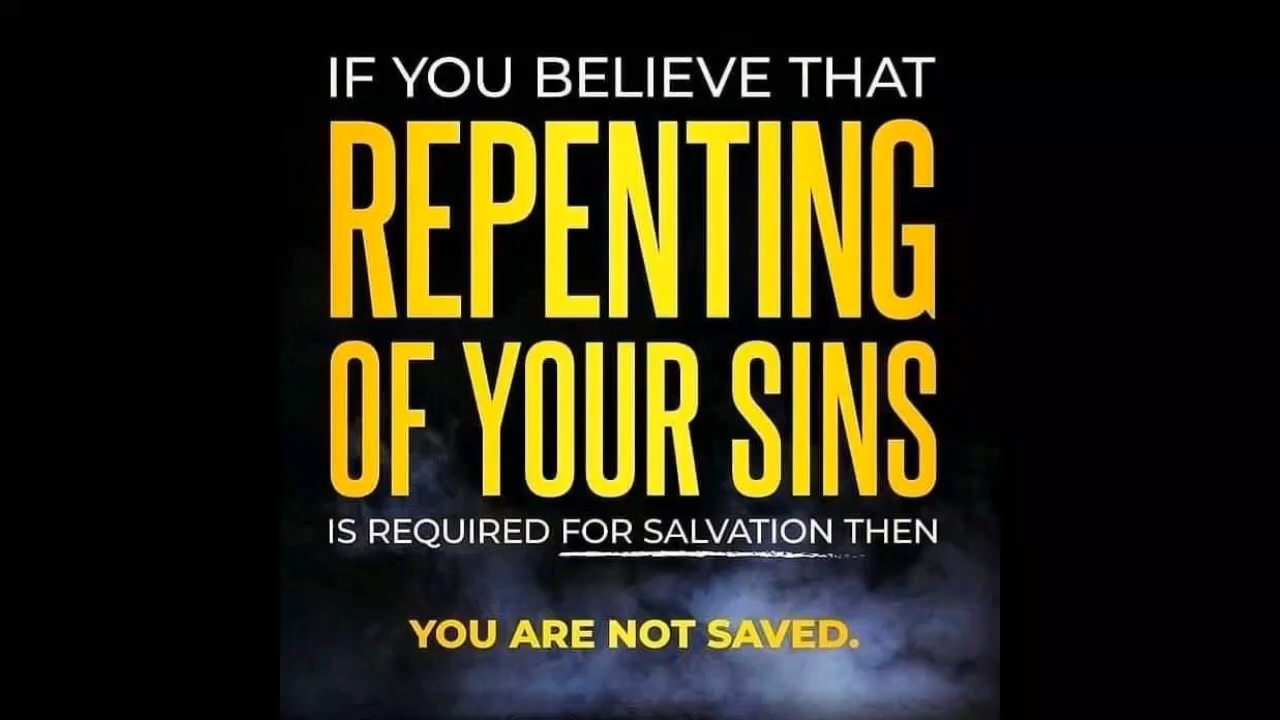 IF YOU BELIEVE THAT
REPENTING
OF YOUR SINS
IS REQUIRED FOR SALVATION THEN
YOU ARE NOT SAVED.